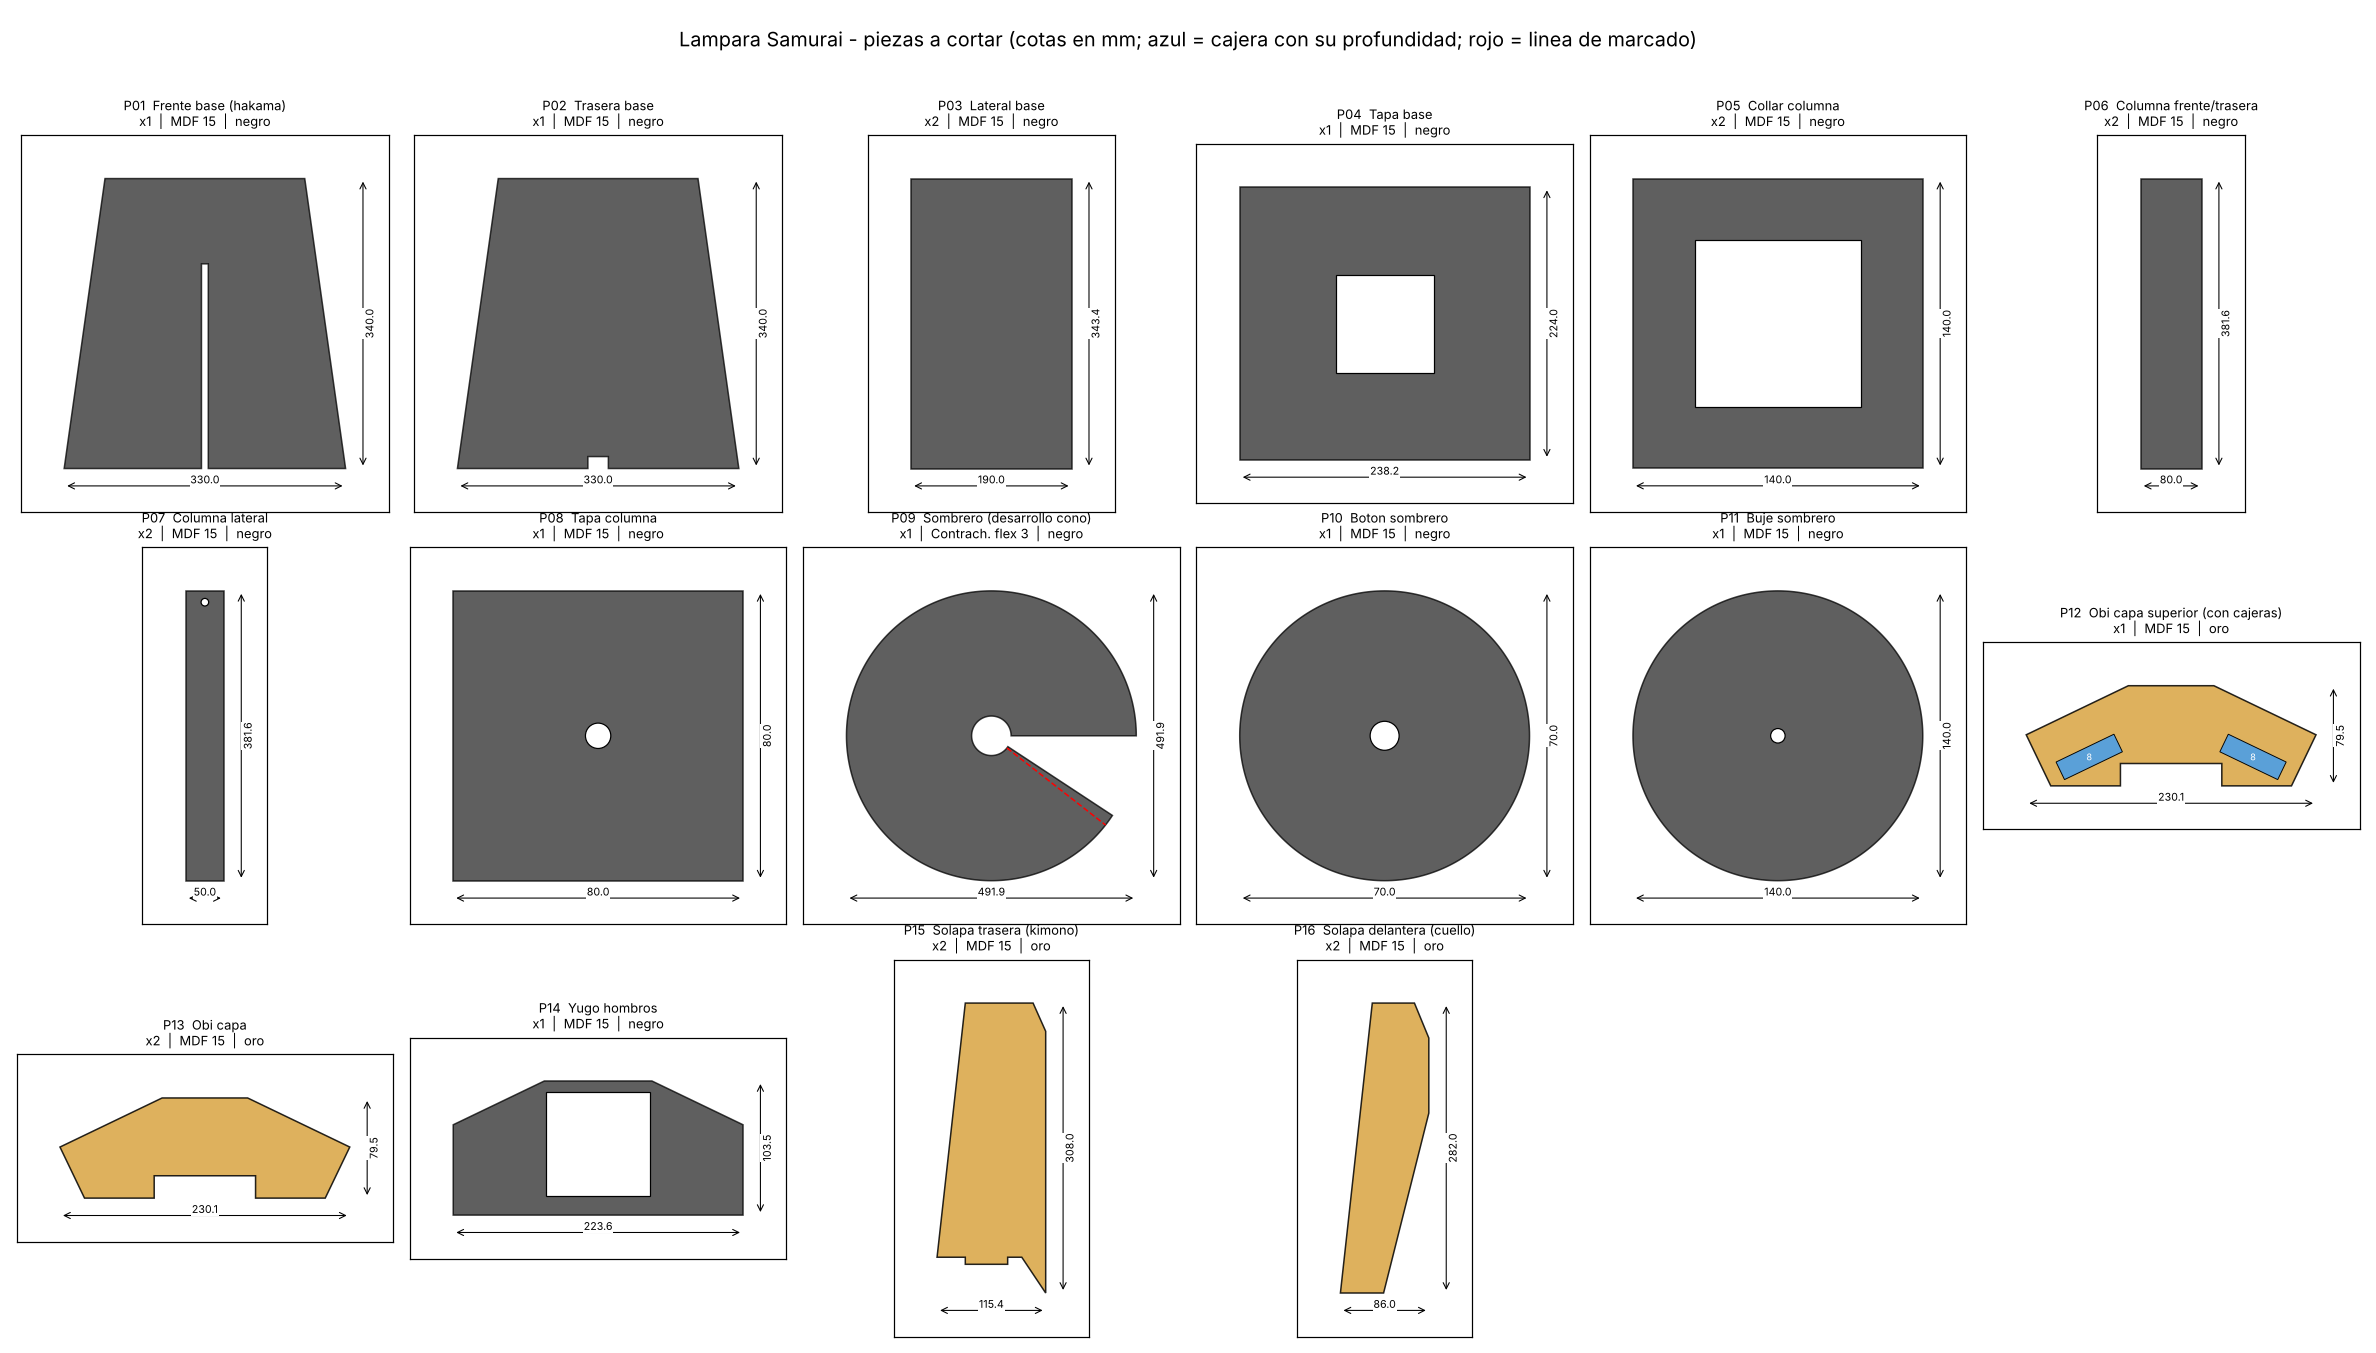 Lampara Samurai - piezas a cortar (cotas en mm; azul = cajera con su profundidad; rojo = linea de marcado)
P01 Frente base (hakama)
x1 | MDF 15 | negro
340.0
330.0
P02 Trasera base
x1 | MDF 15 | negro
340.0
330.0
P03 Lateral base
x2 | MDF 15 | negro
343.4
190.0
P04 Tapa base
x1 | MDF 15 | negro
224.0
238.2
P05 Collar columna
x2 | MDF 15 | negro
140.0
140.0
P06 Columna frente/trasera
x2 | MDF 15 | negro
381.6
80.0
P07 Columna lateral
x2 | MDF 15 | negro
381.6
50.0
P08 Tapa columna
x1 | MDF 15 | negro
80.0
80.0
P09 Sombrero (desarrollo cono)
x1 | Contrach. flex 3 | negro
491.9
491.9
P10 Boton sombrero
x1 | MDF 15 | negro
70.0
70.0
P11 Buje sombrero
x1 | MDF 15 | negro
140.0
140.0
P12 Obi capa superior (con cajeras)
x1 | MDF 15 | oro
8
8
79.5
230.1
P13 Obi capa
x2 | MDF 15 | oro
79.5
230.1
P14 Yugo hombros
x1 | MDF 15 | negro
103.5
223.6
P15 Solapa trasera (kimono)
x2 | MDF 15 | oro
308.0
115.4
P16 Solapa delantera (cuello)
x2 | MDF 15 | oro
282.0
86.0